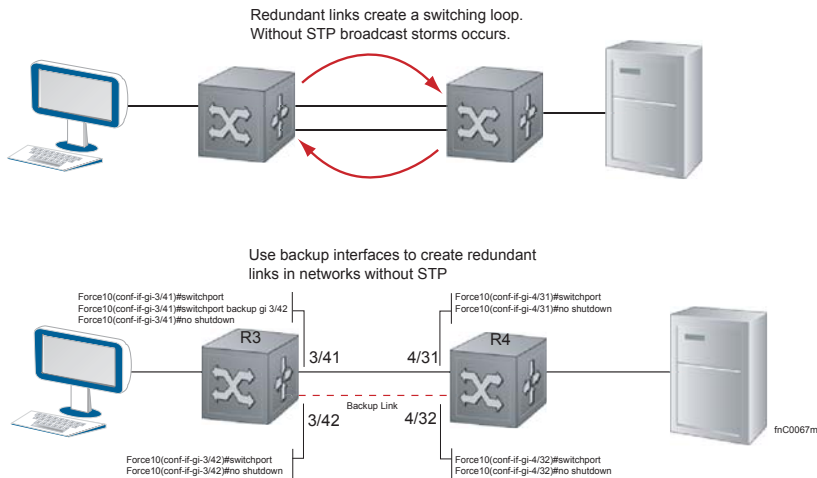 Redundant links create a switching loop.
Without STP broadcast storms occurs.
Use backup interfaces to create redundant
links in networks without STP
Force10(conf-if-gi-3/41)#switchport
Force10(conf-if-gi-3/41)#switchport backup gi 3/42
Force10(conf-if-gi-3/41)#no shutdown
Force10(conf-if-gi-4/31)#switchport
Force10(conf-if-gi-4/31)#no shutdown
R3
R4
3/41
4/31
Backup Link
3/42
4/32
fnC0067m
Force10(conf-if-gi-3/42)#switchport
Force10(conf-if-gi-3/42)#no shutdown
Force10(conf-if-gi-4/32)#switchport
Force10(conf-if-gi-4/32)#no shutdown